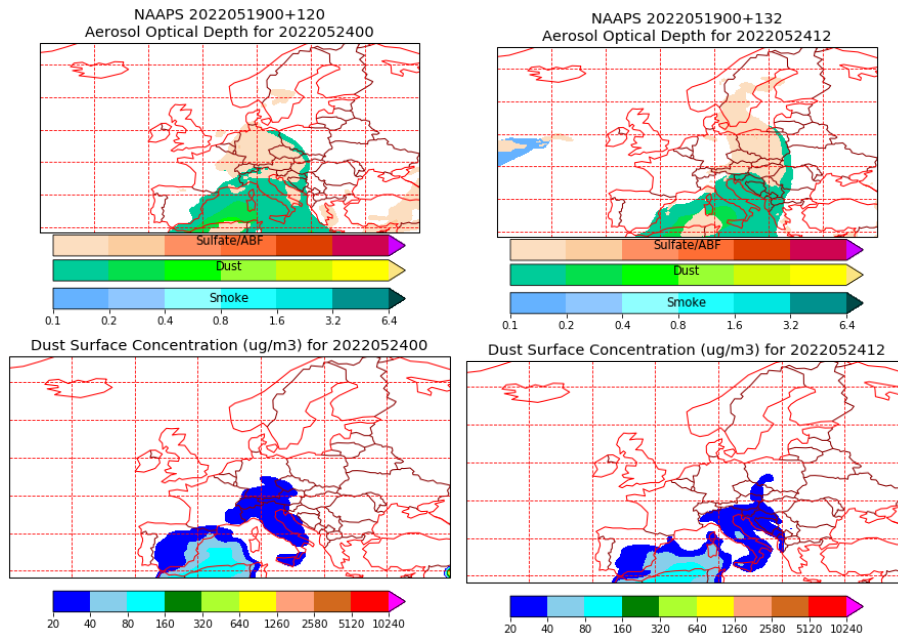 NAAPS 2022051900+120
Aerosol Optical Depth for 2022052400
Sulfate/ABF
Dust
Smoke
0.1 0.2 0.4 0.8 1.6 3.2 6.4
NAAPS 2022051900+132
Aerosol Optical Depth for 2022052412
Sulfate/ABF
Dust
Smoke
0.1 0.2 0.4 0.8 1.6 3.2 6.4
Dust Surface Concentration (ug/m3) for 2022052400
20 40 80 160 320 640 1260 2580 5120 10240
Dust Surface Concentration (ug/m3) for 2022052412
20 40 80 160 320 640 1260 2580 5120 10240